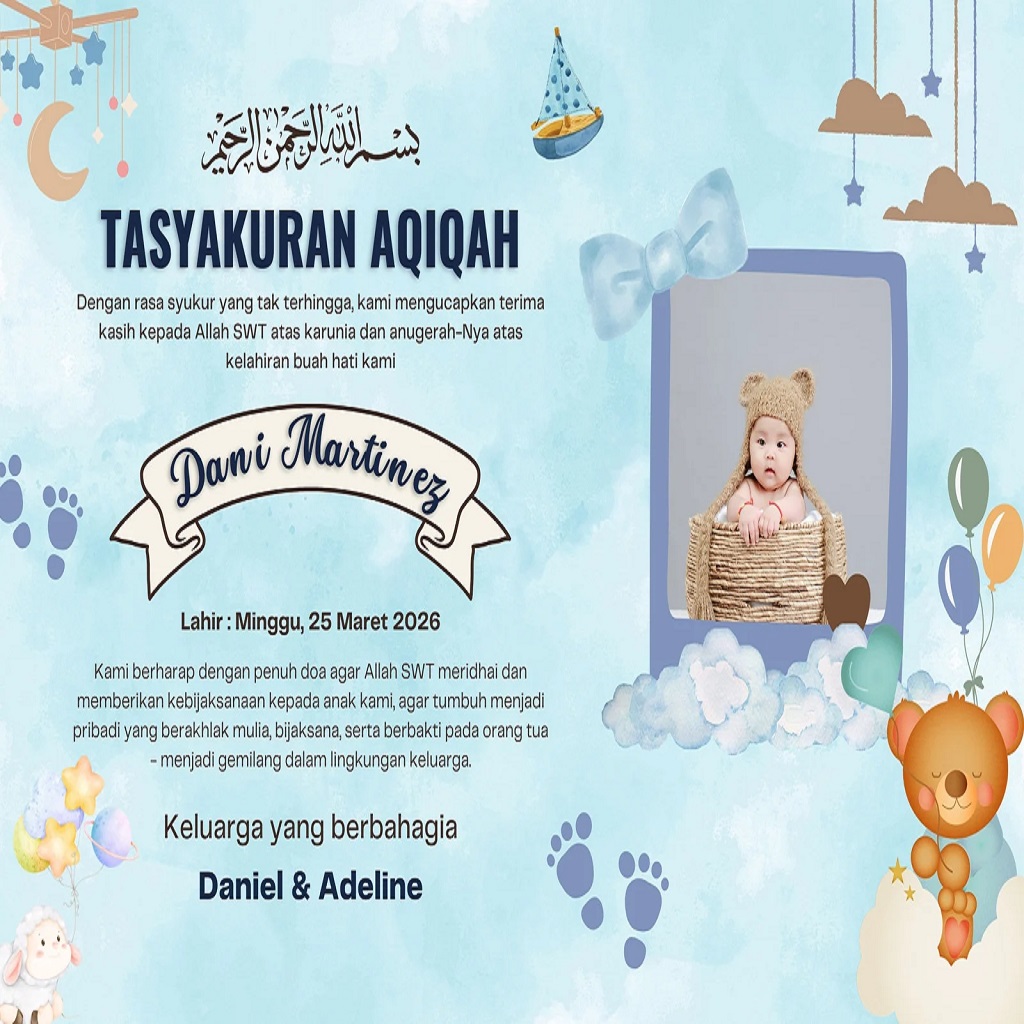 بسم الله الرحمن الرحيم
TASYAKURAN AQIQAH
Dengan rasa syukur yang tak terhingga, kami mengucapkan terima
kasih kepada Allah SWT atas karunia dan anugerah-Nya atas
kelahiran buah hati kami
Dani Martinez
Lahir : Minggu, 25 Maret 2026
Kami berharap dengan penuh doa agar Allah SWT meridhai dan
memberikan kebijaksanaan kepada anak kami, agar tumbuh menjadi
pribadi yang berakhlak mulia, bijaksana, serta berbakti pada orang tua
- menjadi gemilang dalam lingkungan keluarga.
Keluarga yang berbahagia
Daniel & Adeline